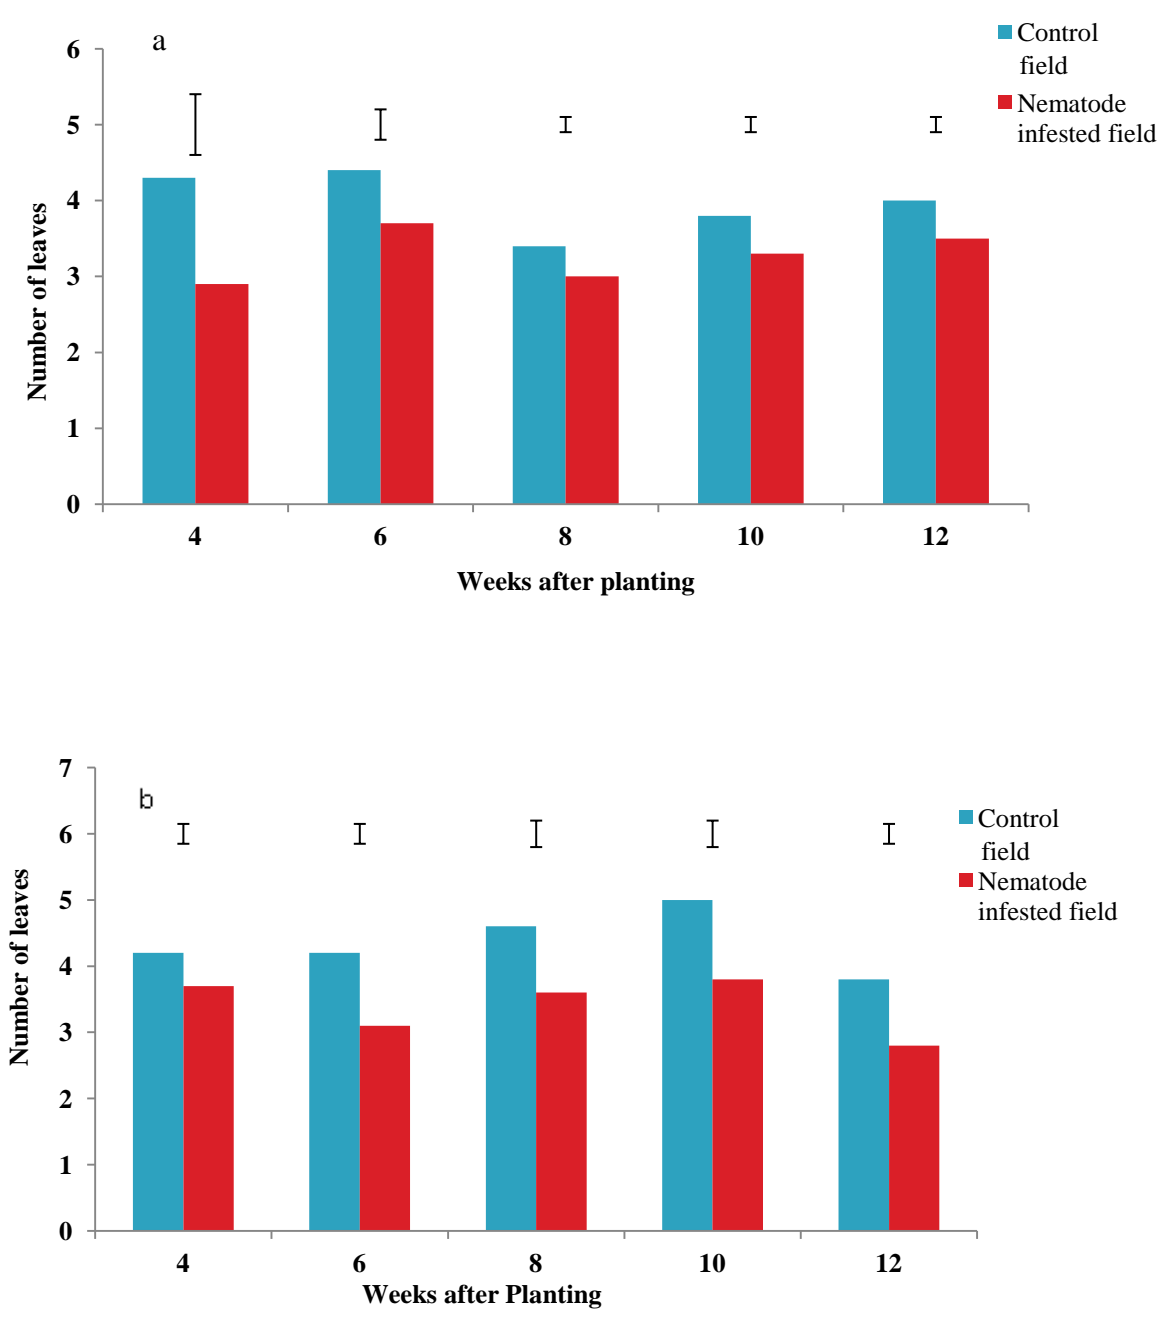 a
Control
field
Nematode
infested field
6
5
4
3
2
1
0
Number of leaves
4 6 8 10 12
Weeks after planting
b
Control
field
Nematode
infested field
7
6
5
4
3
2
1
0
Number of leaves
4 6 8 10 12
Weeks after Planting